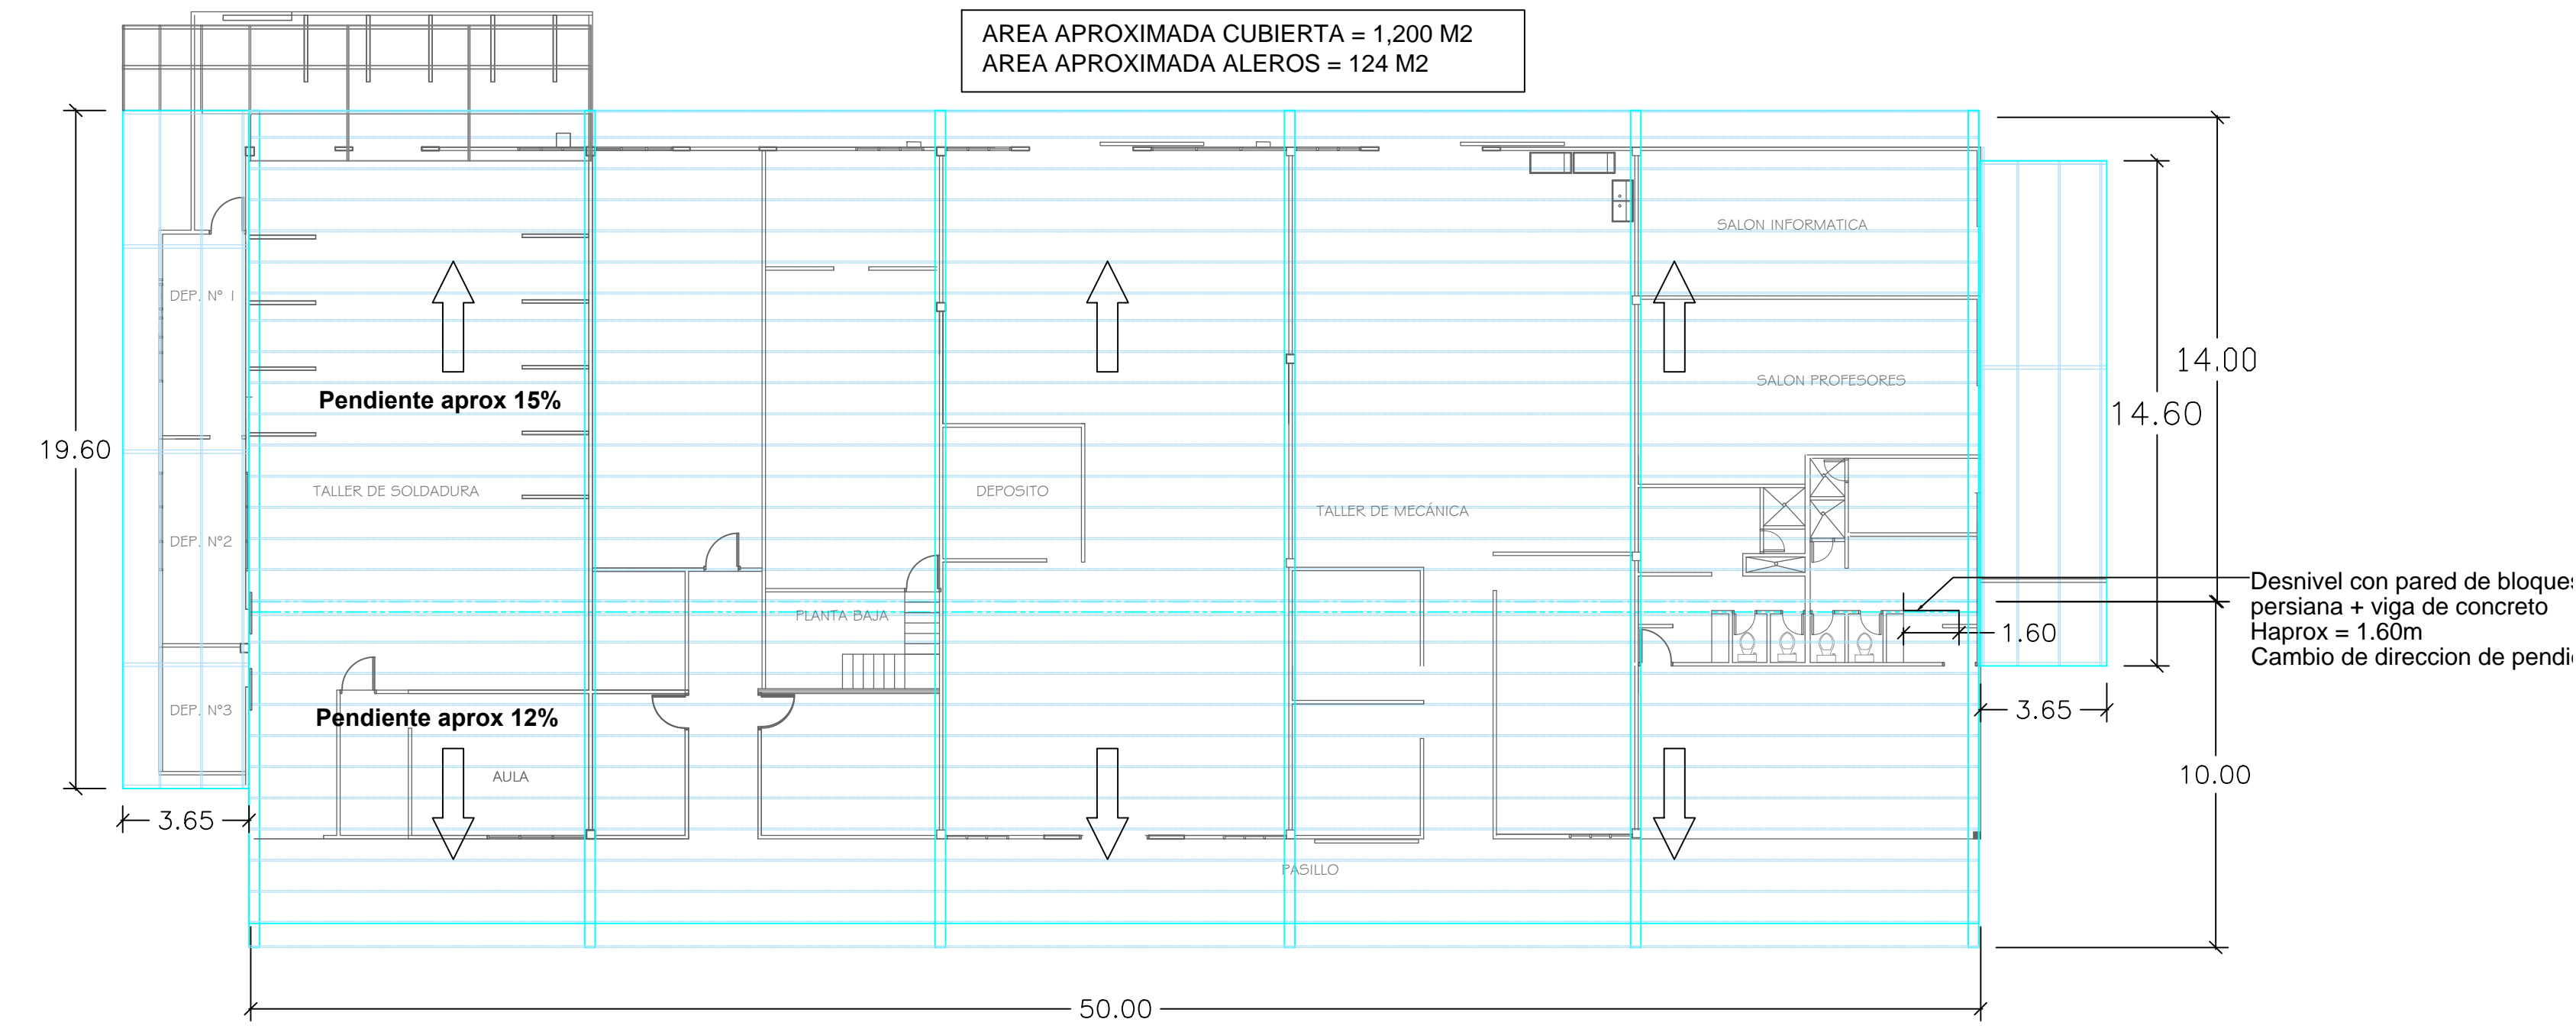 AREA APROXIMADA CUBIERTA = 1,200 M2
AREA APROXIMADA ALEROS = 124 M2
SALON INFORMATICA
DEP. N° 1
14.00
SALON PROFESORES
Pendiente aprox 15%
14.60
19.60
TALLER DE SOLDADURA
DEPOSITO
TALLER DE MECÁNICA
DEP. N°2
Desnivel con pared de bloques
persiana + viga de concreto
PLANTA BAJA
1.60
Haprox = 1.60m
Cambio de direccion de pendie
DEP. N°3
Pendiente aprox 12%
3.65
AULA
10.00
3.65
PASILLO
50.00